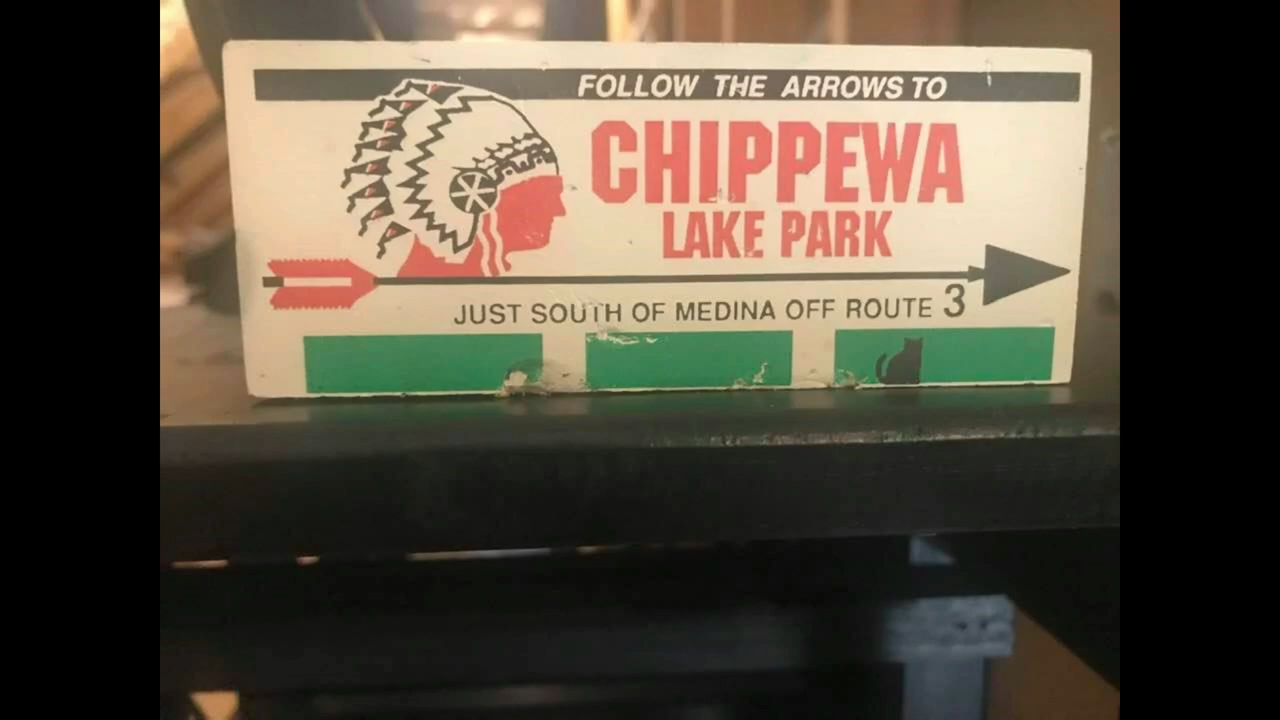 FOLLOW THE ARROWS TO
CHIPPEWA
LAKE PARK
JUST SOUTH OF MEDINA OFF ROUTE 3